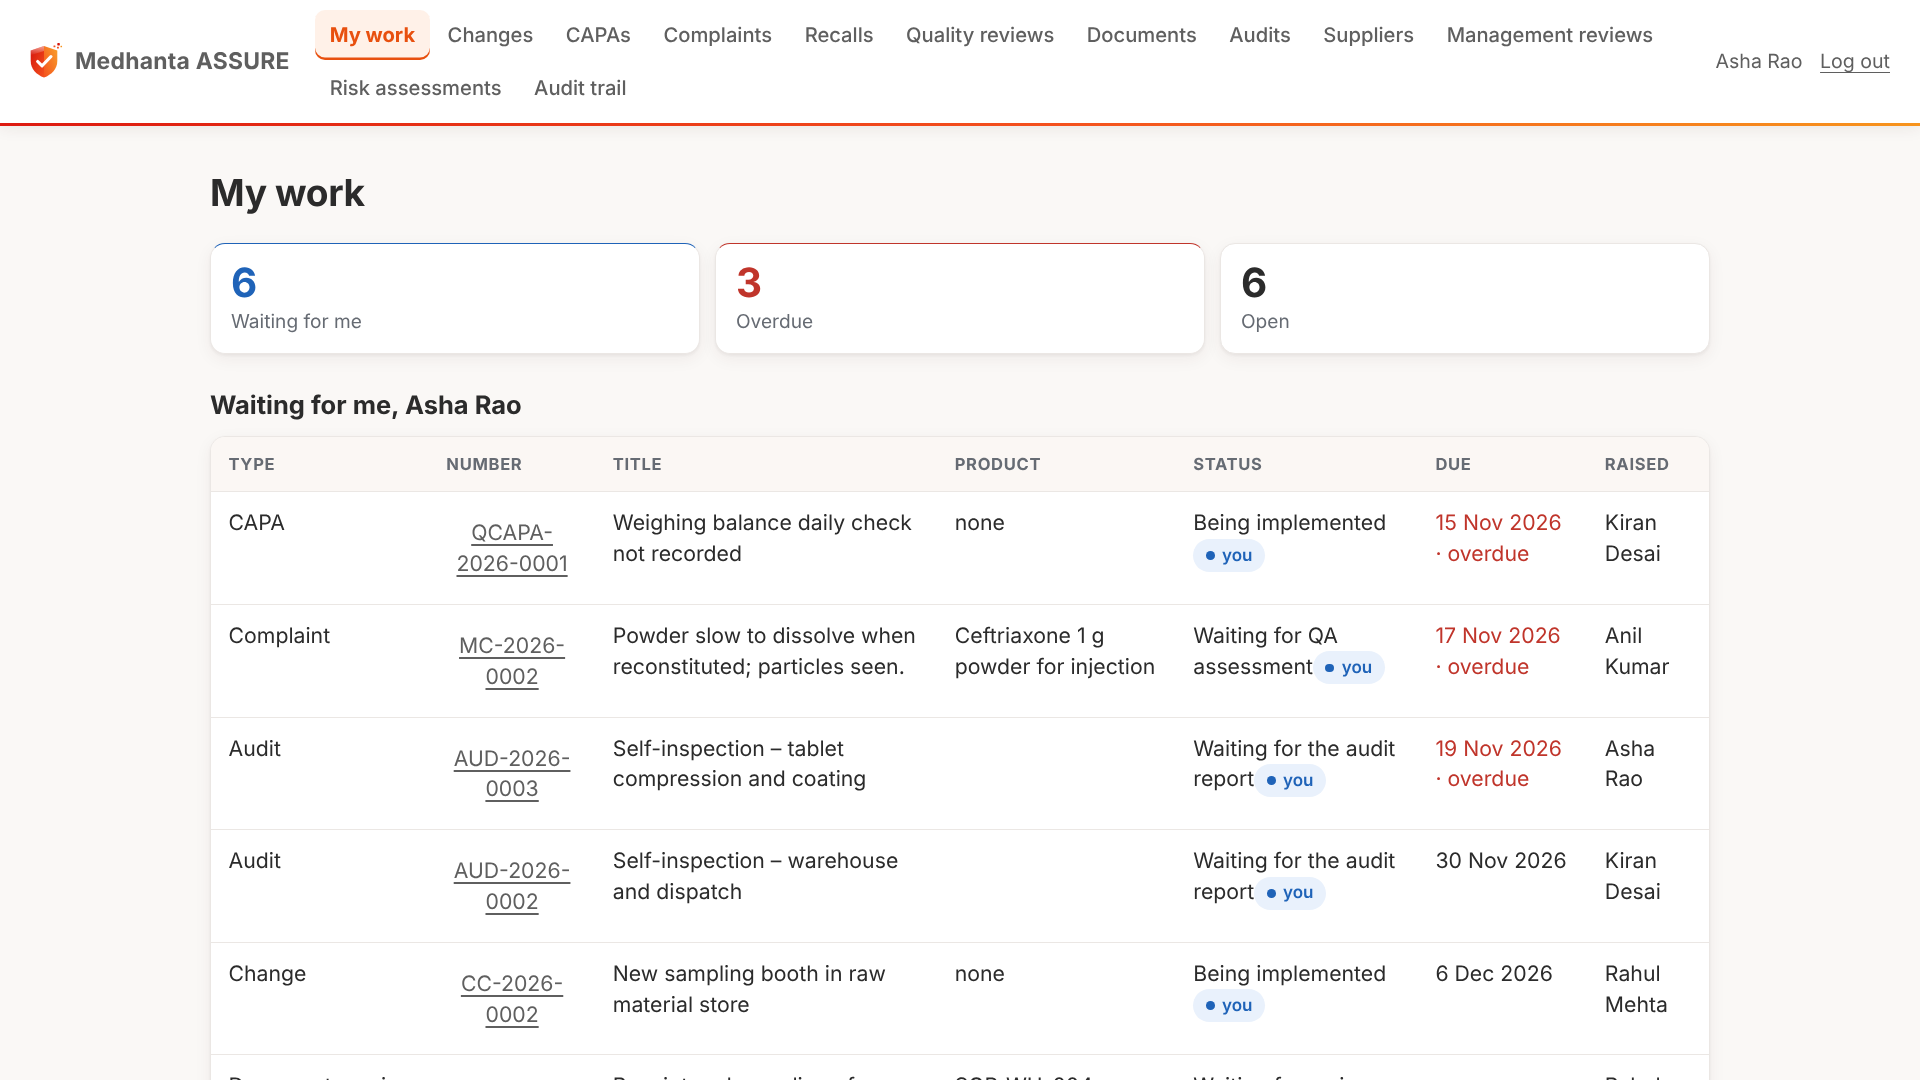 Medhanta ASSURE
My work Changes CAPAs Complaints Recalls Quality reviews Documents Audits Suppliers Management reviews
Risk assessments Audit trail
Asha Rao Log out
My work
6
Waiting for me
3
Overdue
6
Open
Waiting for me, Asha Rao
TYPE NUMBER TITLE PRODUCT STATUS DUE RAISED
CAPA QCAPA- Weighing balance daily check none Being implemented 15 Nov 2026 Kiran
2026-0001 not recorded you · overdue Desai
Complaint MC-2026- Powder slow to dissolve when Ceftriaxone 1 g Waiting for QA 17 Nov 2026 Anil
0002 reconstituted; particles seen. powder for injection assessment you · overdue Kumar
Audit AUD-2026- Self-inspection – tablet Waiting for the audit 19 Nov 2026 Asha
0003 compression and coating report you · overdue Rao
Audit AUD-2026- Self-inspection – warehouse Waiting for the audit 30 Nov 2026 Kiran
0002 and dispatch report you Desai
Change CC-2026- New sampling booth in raw none Being implemented 6 Dec 2026 Rahul
0002 material store you Mehta